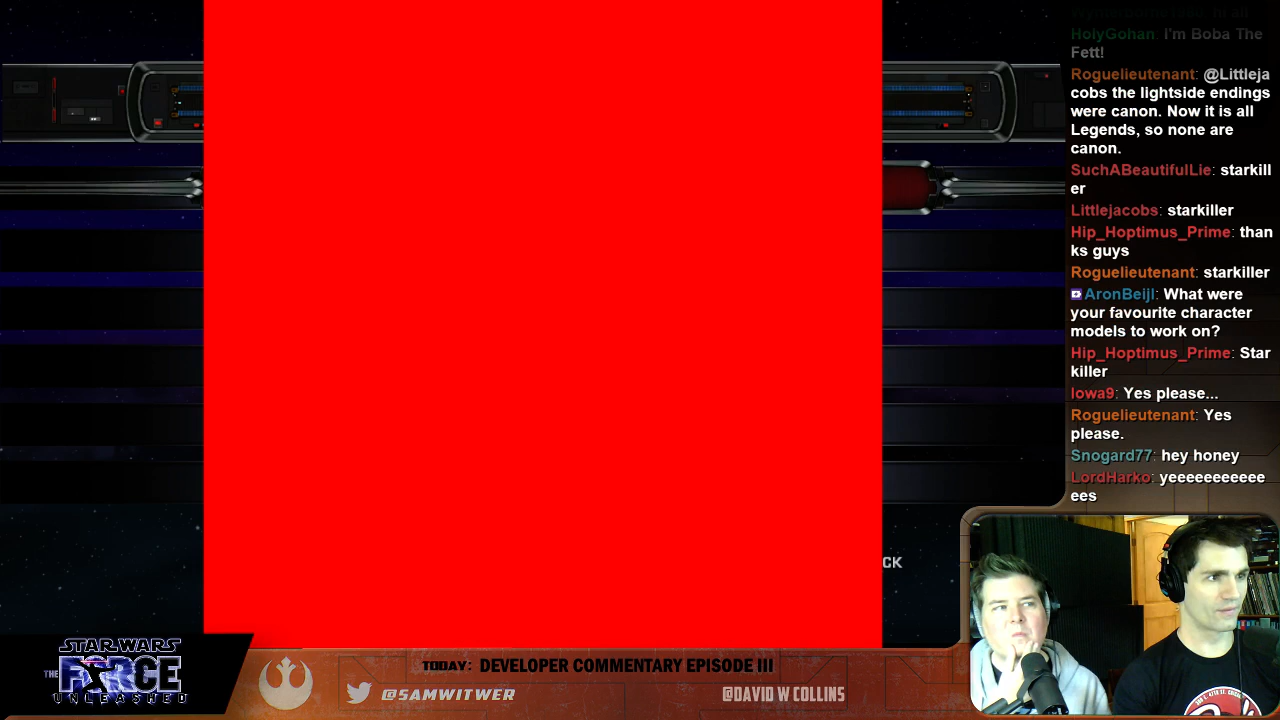 HolyGohan: I'm Boba The
Fett!
Roguelieutenant: @Littleja
cobs the lightside endings
were canon. Now it is all
Legends, so none are
canon.
SuchABeautifulLie: starkill
er
Littlejacobs: starkiller
Hip_Hoptimus_Prime: than
ks guys
Roguelieutenant: starkiller
AronBeijl: What were
your favourite character
models to work on?
Hip_Hoptimus_Prime: Star
killer
Iowa9: Yes please...
Roguelieutenant: Yes
please.
Snogard77: hey honey
LordHarko: yeeeeeeeeeee
ees
CK
STAR WARS
THE FORCE
UNLEASHED
TODAY: DEVELOPER COMMENTARY EPISODE III
@SAMWITWER
@DAVID W COLLINS